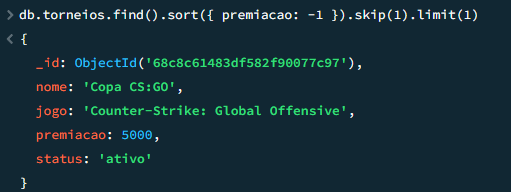 > db.torneios.find().sort({ premiacao: -1 }).skip(1).limit(1)
< {
_id: ObjectId('68c8c61483df582f90077c97'),
nome: 'Copa CS:GO',
jogo: 'Counter-Strike: Global Offensive',
premiacao: 5000,
status: 'ativo'
}